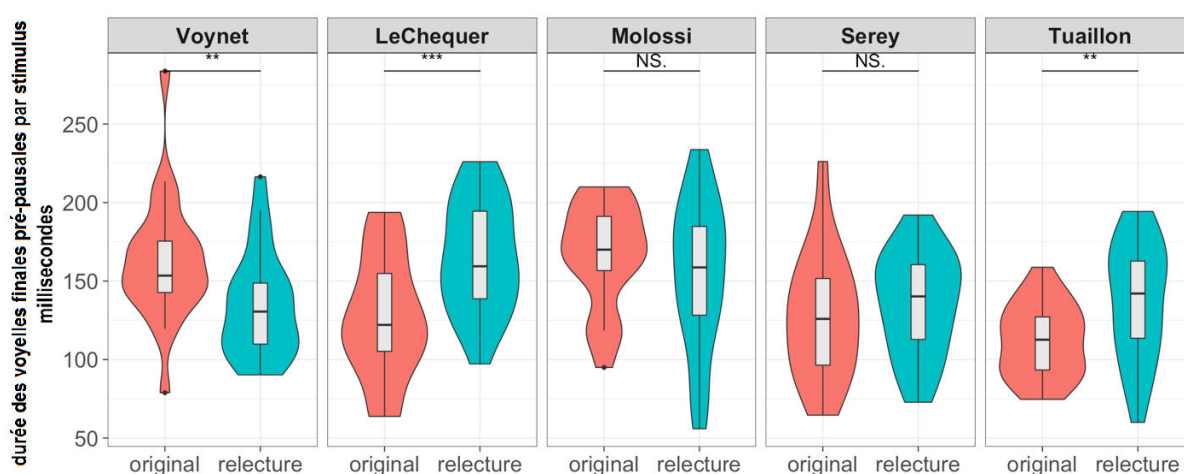 durée des voyelles finales pré-pausales par stimulus
millisecondes
Voynet LeChequer Molossi Serey Tuaillon
** *** NS. NS. **
250
200
150
100
50
original relecture original relecture original relecture original relecture original relecture